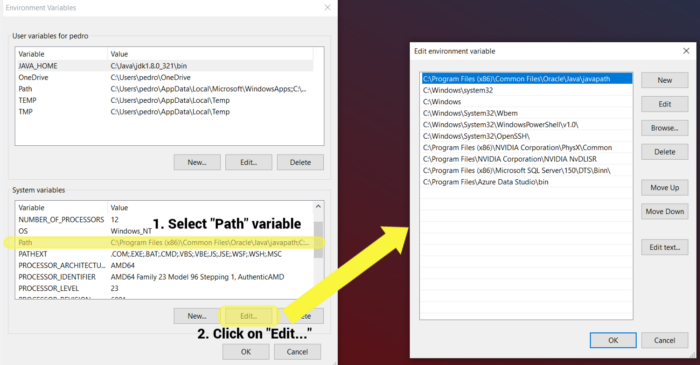 Environment Variables
User variables for pedro
Variable Value
JAVA_HOME C:\Java\jdk1.8.0_321\bin
OneDrive C:\Users\pedro\OneDrive
Path C:\Users\pedro\AppData\Local\Microsoft\WindowsApps;C:\...
TEMP C:\Users\pedro\AppData\Local\Temp
TMP C:\Users\pedro\AppData\Local\Temp
New... Edit... Delete
System variables
Variable Value
NUMBER_OF_PROCESSORS 12
OS Windows_NT
1. Select "Path" variable
Path C:\Program Files (x86)\Common Files\Oracle\Java\javapath;C:...
PATHEXT .COM;.EXE;.BAT;.CMD;.VBS;.VBE;.JS;.JSE;.WSF;.WSH;.MSC
PROCESSOR_ARCHITECTU... AMD64
PROCESSOR_IDENTIFIER AMD64 Family 23 Model 96 Stepping 1, AuthenticAMD
PROCESSOR_LEVEL 23
New... Edit...
2. Click on "Edit..."
OK Cancel
Edit environment variable
C:\Program Files (x86)\Common Files\Oracle\Java\javapath
C:\Windows\system32
C:\Windows
C:\Windows\System32\Wbem
C:\Windows\System32\WindowsPowerShell\v1.0\
C:\Windows\System32\OpenSSH\
C:\Program Files (x86)\NVIDIA Corporation\PhysX\Common
C:\Program Files\NVIDIA Corporation\NVIDIA NvDLISR
C:\Program Files (x86)\Microsoft SQL Server\150\DTS\Binn\
C:\Program Files\Azure Data Studio\bin
New
Edit
Browse...
Delete
Move Up
Move Down
Edit text...
OK Cancel